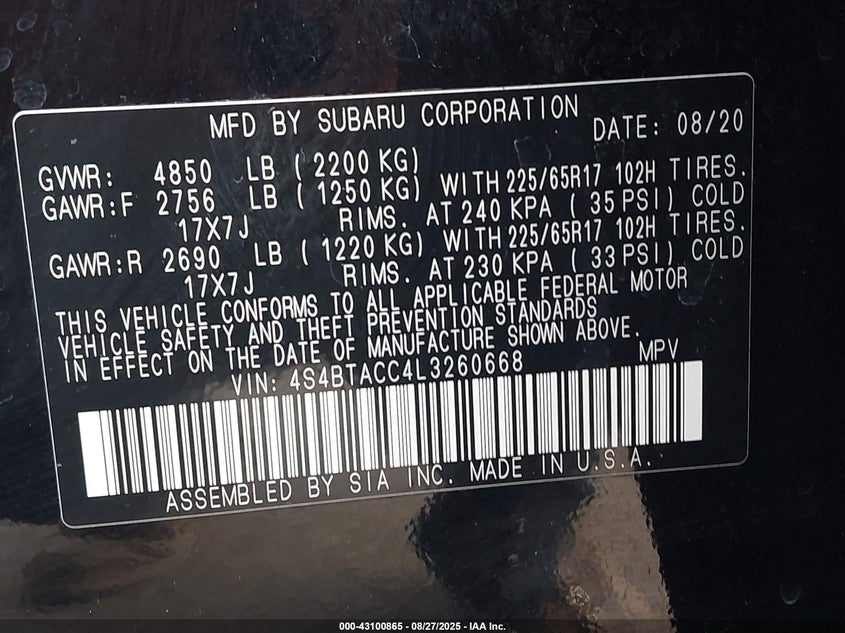 MFD BY SUBARU CORPORATION DATE: 08/20
GVWR: 4850 LB ( 2200 KG)
GAWR:F 2756 LB ( 1250 KG) WITH 225/65R17 102H TIRES.
17X7J RIMS. AT 240 KPA ( 35 PSI) COLD
GAWR:R 2690 LB ( 1220 KG) WITH 225/65R17 102H TIRES.
17X7J RIMS. AT 230 KPA ( 33 PSI) COLD
THIS VEHICLE CONFORMS TO ALL APPLICABLE FEDERAL MOTOR
VEHICLE SAFETY AND THEFT PREVENTION STANDARDS
IN EFFECT ON THE DATE OF MANUFACTURE SHOWN ABOVE.
VIN: 4S4BTACC4L3260668 MPV
ASSEMBLED BY SIA INC. MADE IN U.S.A.
000-43100865 - 08/27/2025 - IAA Inc.